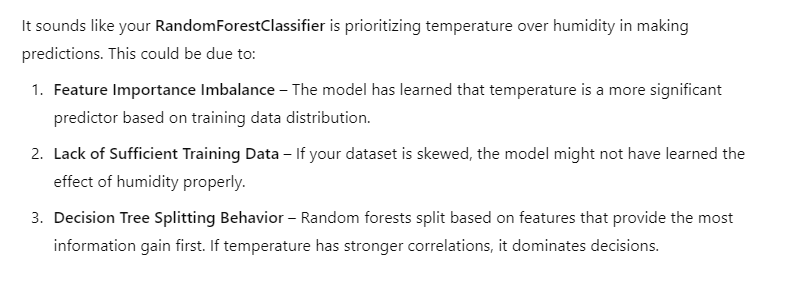 It sounds like your RandomForestClassifier is prioritizing temperature over humidity in making
predictions. This could be due to:
1. Feature Importance Imbalance – The model has learned that temperature is a more significant
predictor based on training data distribution.
2. Lack of Sufficient Training Data – If your dataset is skewed, the model might not have learned the
effect of humidity properly.
3. Decision Tree Splitting Behavior – Random forests split based on features that provide the most
information gain first. If temperature has stronger correlations, it dominates decisions.